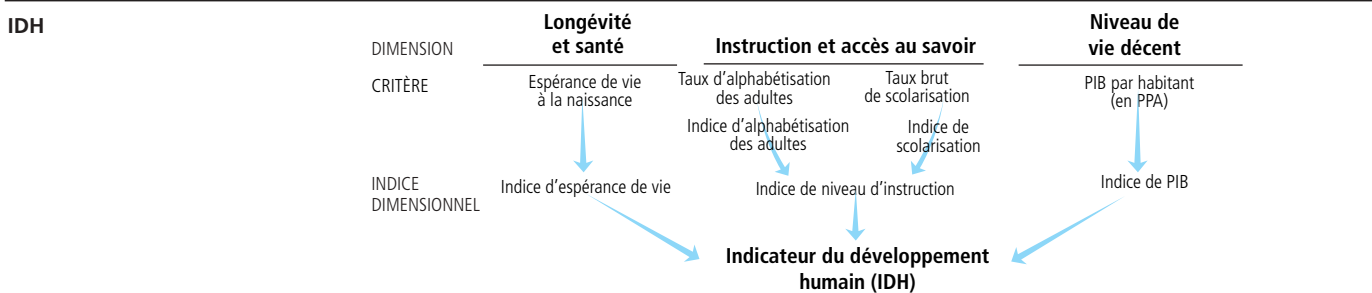 IDH
DIMENSION
Longévité
et santé
Instruction et accès au savoir
Niveau de
vie décent
CRITÈRE
Espérance de vie
à la naissance
Taux d’alphabétisation
des adultes
Taux brut
de scolarisation
PIB par habitant
(en PPA)
Indice d’alphabétisation
des adultes
Indice de
scolarisation
INDICE
DIMENSIONNEL
Indice d’espérance de vie
Indice de niveau d’instruction
Indice de PIB
Indicateur du développement
humain (IDH)